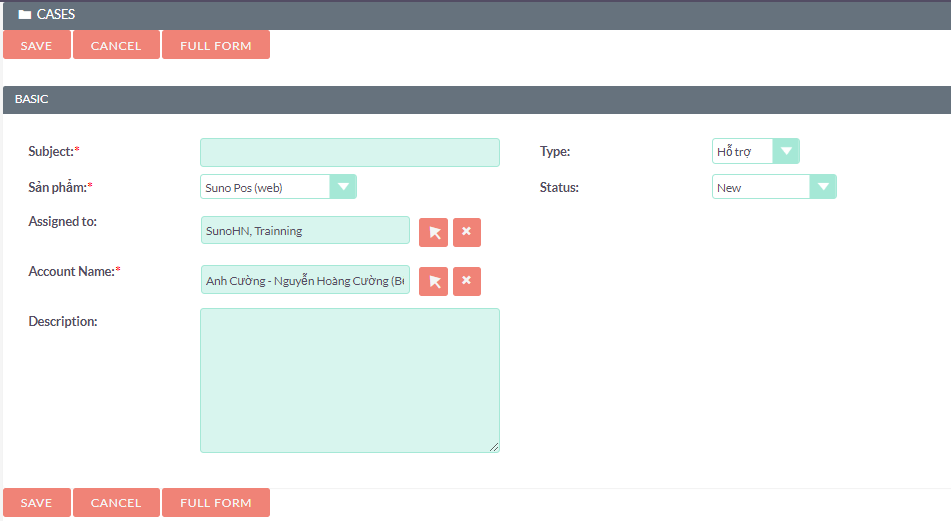 CASES
SAVE CANCEL FULL FORM
BASIC
Subject:* Type: Hỗ trợ
Sản phẩm:* Suno Pos (web) Status: New
Assigned to: SunoHN, Trainning
Account Name:* Anh Cường - Nguyễn Hoàng Cường (Be
Description:
SAVE CANCEL FULL FORM